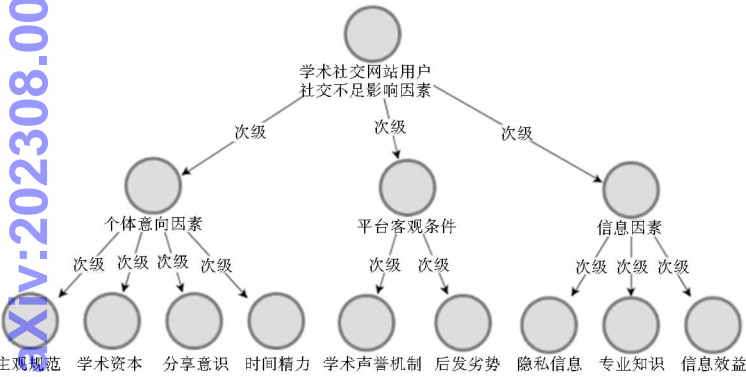 学术社交网站用户
社交不足影响因素
次级
次级
次级
个体意向因素
平台客观条件
信息因素
次级 次级 次级 次级
次级 次级
次级 次级 次级
主观规范
学术资本
分享意识
时间精力
学术声誉机制
后发劣势
隐私信息
专业知识
信息效益
aXiv:202308.00